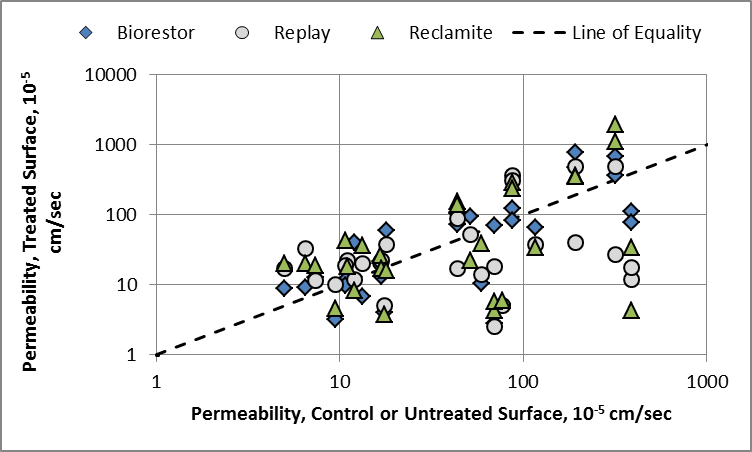 Biorestor Replay Reclamite Line of Equality
Permeability, Treated Surface, 10-5
cm/sec
10000
1000
100
10
1
1 10 100 1000
Permeability, Control or Untreated Surface, 10-5 cm/sec